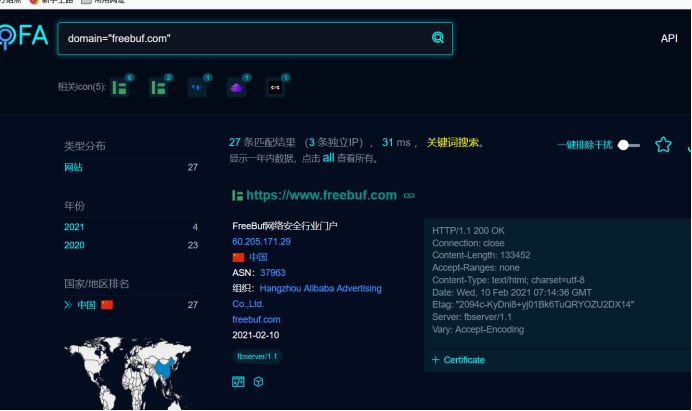 新手上路
常用网址
OFA
domain="freebuf.com"
API
相关icon(5):
6
2
1
1
1
类型分布
网站 27
年份
2021 4
2020 23
国家/地区排名
中国 27
27 条匹配结果 （3 条独立IP）， 31 ms ， 关键词搜索。
显示一年内数据，点击 all 查看所有。
一键排除干扰
https://www.freebuf.com
FreeBuf网络安全行业门户
60.205.171.29
中国
ASN：37963
组织：Hangzhou Alibaba Advertising
Co.,Ltd.
freebuf.com
2021-02-10
fbserver/1.1
HTTP/1.1 200 OK
Connection: close
Content-Length: 133452
Accept-Ranges: none
Content-Type: text/html; charset=utf-8
Date: Wed, 10 Feb 2021 07:14:36 GMT
Etag: "2094c-KyDnI8+yj01Bk6TuQRYOZU2DX14"
Server: fbserver/1.1
Vary: Accept-Encoding
+ Certificate